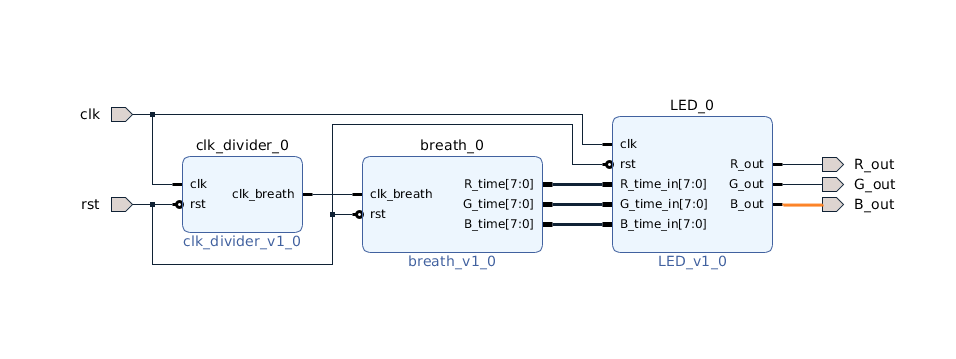 clk
rst
clk_divider_0
clk
rst
clk_breath
clk_divider_v1_0
breath_0
clk_breath
rst
R_time[7:0]
G_time[7:0]
B_time[7:0]
breath_v1_0
LED_0
clk
rst
R_time_in[7:0]
G_time_in[7:0]
B_time_in[7:0]
R_out
G_out
B_out
LED_v1_0
R_out
G_out
B_out